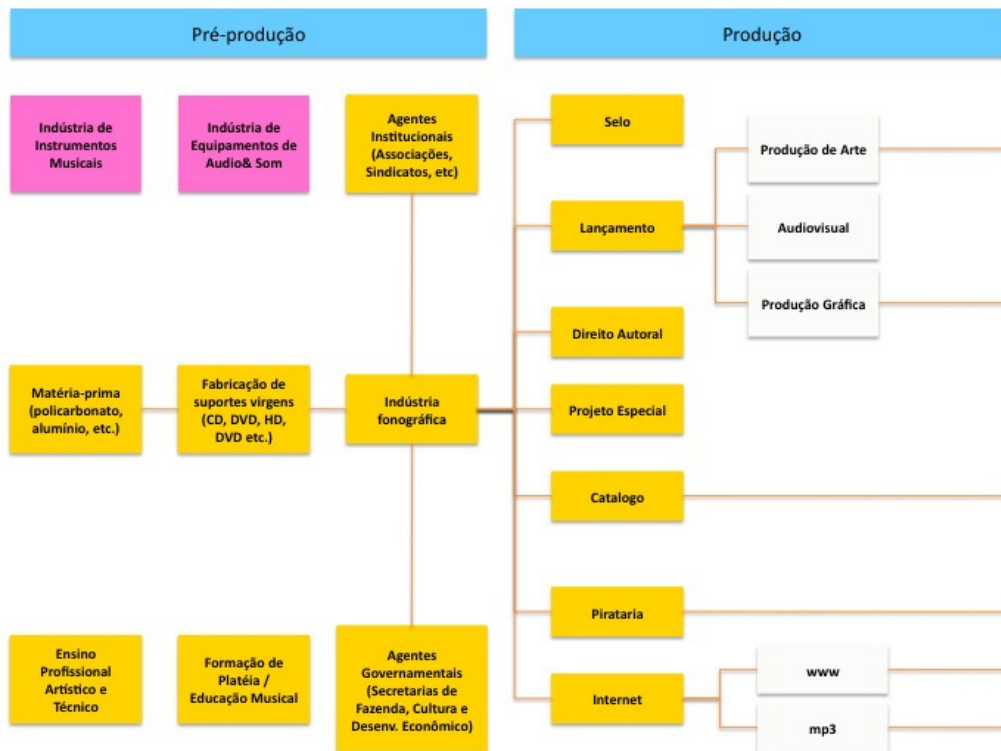 Pré-produção
Produção
Indústria de
Instrumentos
Musicais
Indústria de
Equipamentos de
Audio& Som
Agentes
Institucionais
(Associações,
Sindicatos, etc)
Selo
Produção de Arte
Lançamento
Audiovisual
Produção Gráfica
Direito Autoral
Matéria-prima
(policarbonato,
alumínio, etc.)
Fabricação de
suportes virgens
(CD, DVD, HD,
DVD etc.)
Indústria
fonográfica
Projeto Especial
Catalogo
Pirataria
Ensino
Profissional
Artístico e
Técnico
Formação de
Platéia /
Educação Musical
Agentes
Governamentais
(Secretarias de
Fazenda, Cultura e
Desenv. Econômico)
Internet
www
mp3